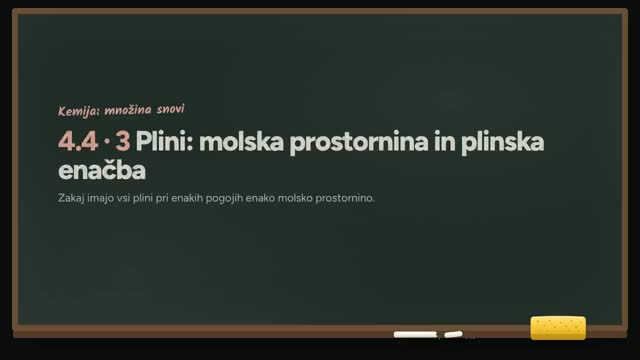 Kemija: množina snovi
4.4 · 3 Plini: molska prostornina in plinska
enačba
Zakaj imajo vsi plini pri enakih pogojih enako molsko prostornino.